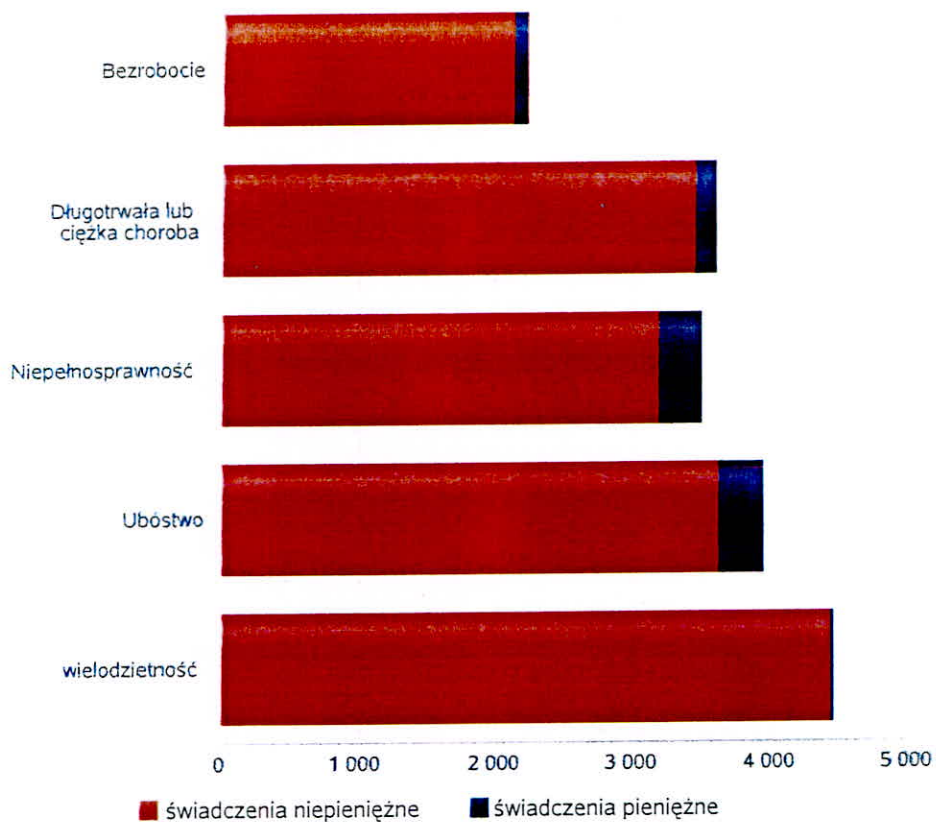 Bezrobocie
Długotrwała lub
ciężka choroba
Niepełnosprawność
Ubóstwo
wielodzietność
0 1 000 2 000 3 000 4 000 5 000
świadczenia niepieniężne świadczenia pieniężne